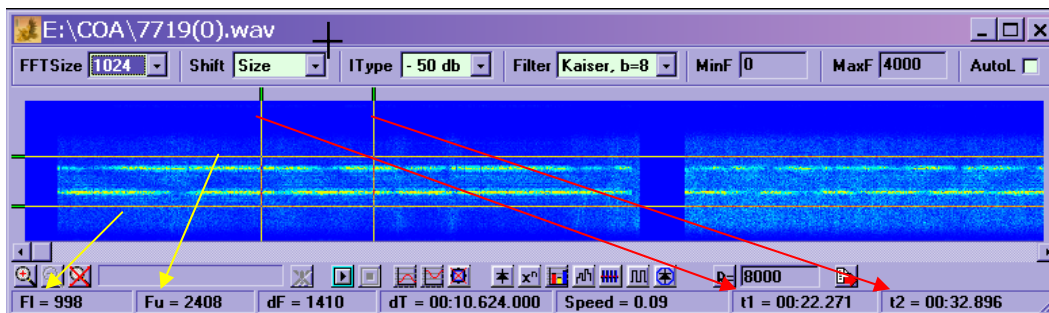 E:\COA\7719(0).wav
FFTSize 1024 Shift Size IType - 50 db Filter Kaiser, b=8 MinF 0 MaxF 4000 AutoL
xⁿ D= 8000
Fl = 998 Fu = 2408 dF = 1410 dT = 00:10.624.000 Speed = 0.09 t1 = 00:22.271 t2 = 00:32.896